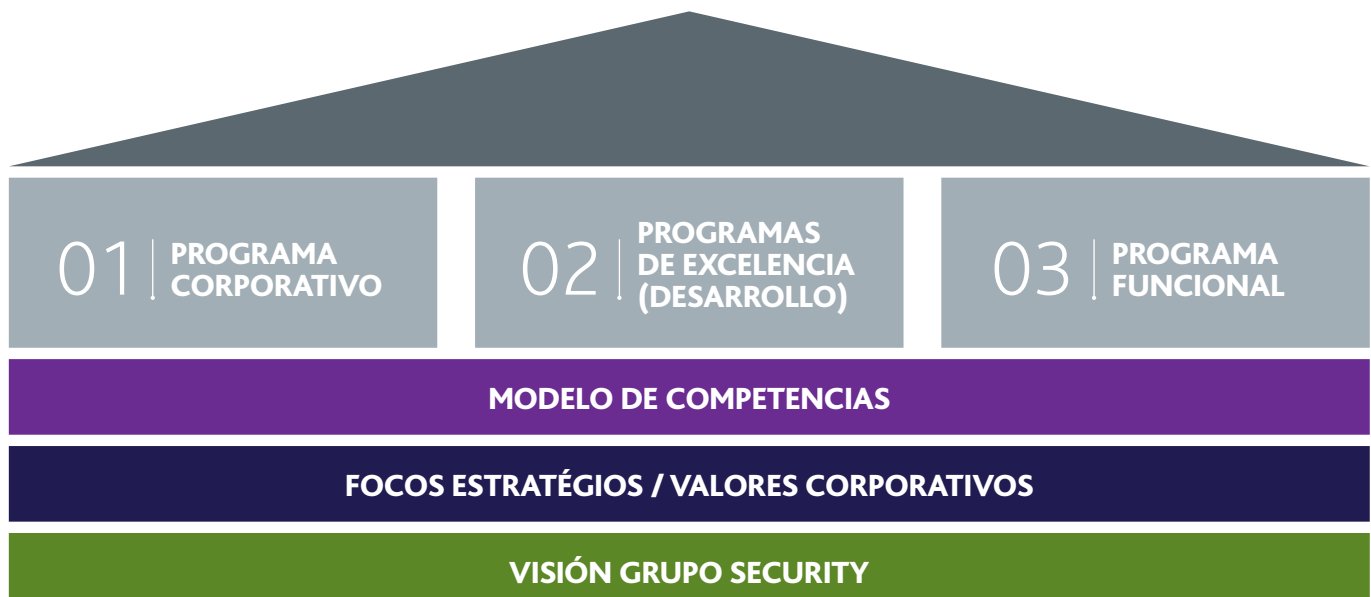 01
PROGRAMA
CORPORATIVO
02
PROGRAMAS
DE EXCELENCIA
(DESARROLLO)
03
PROGRAMA
FUNCIONAL
MODELO DE COMPETENCIAS
FOCOS ESTRATÉGIOS / VALORES CORPORATIVOS
VISIÓN GRUPO SECURITY